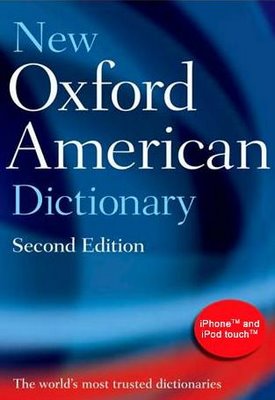 New
Oxford
American
Dictionary
Second Edition
iPhone™ and
iPod touch™
The world's most trusted dictionaries